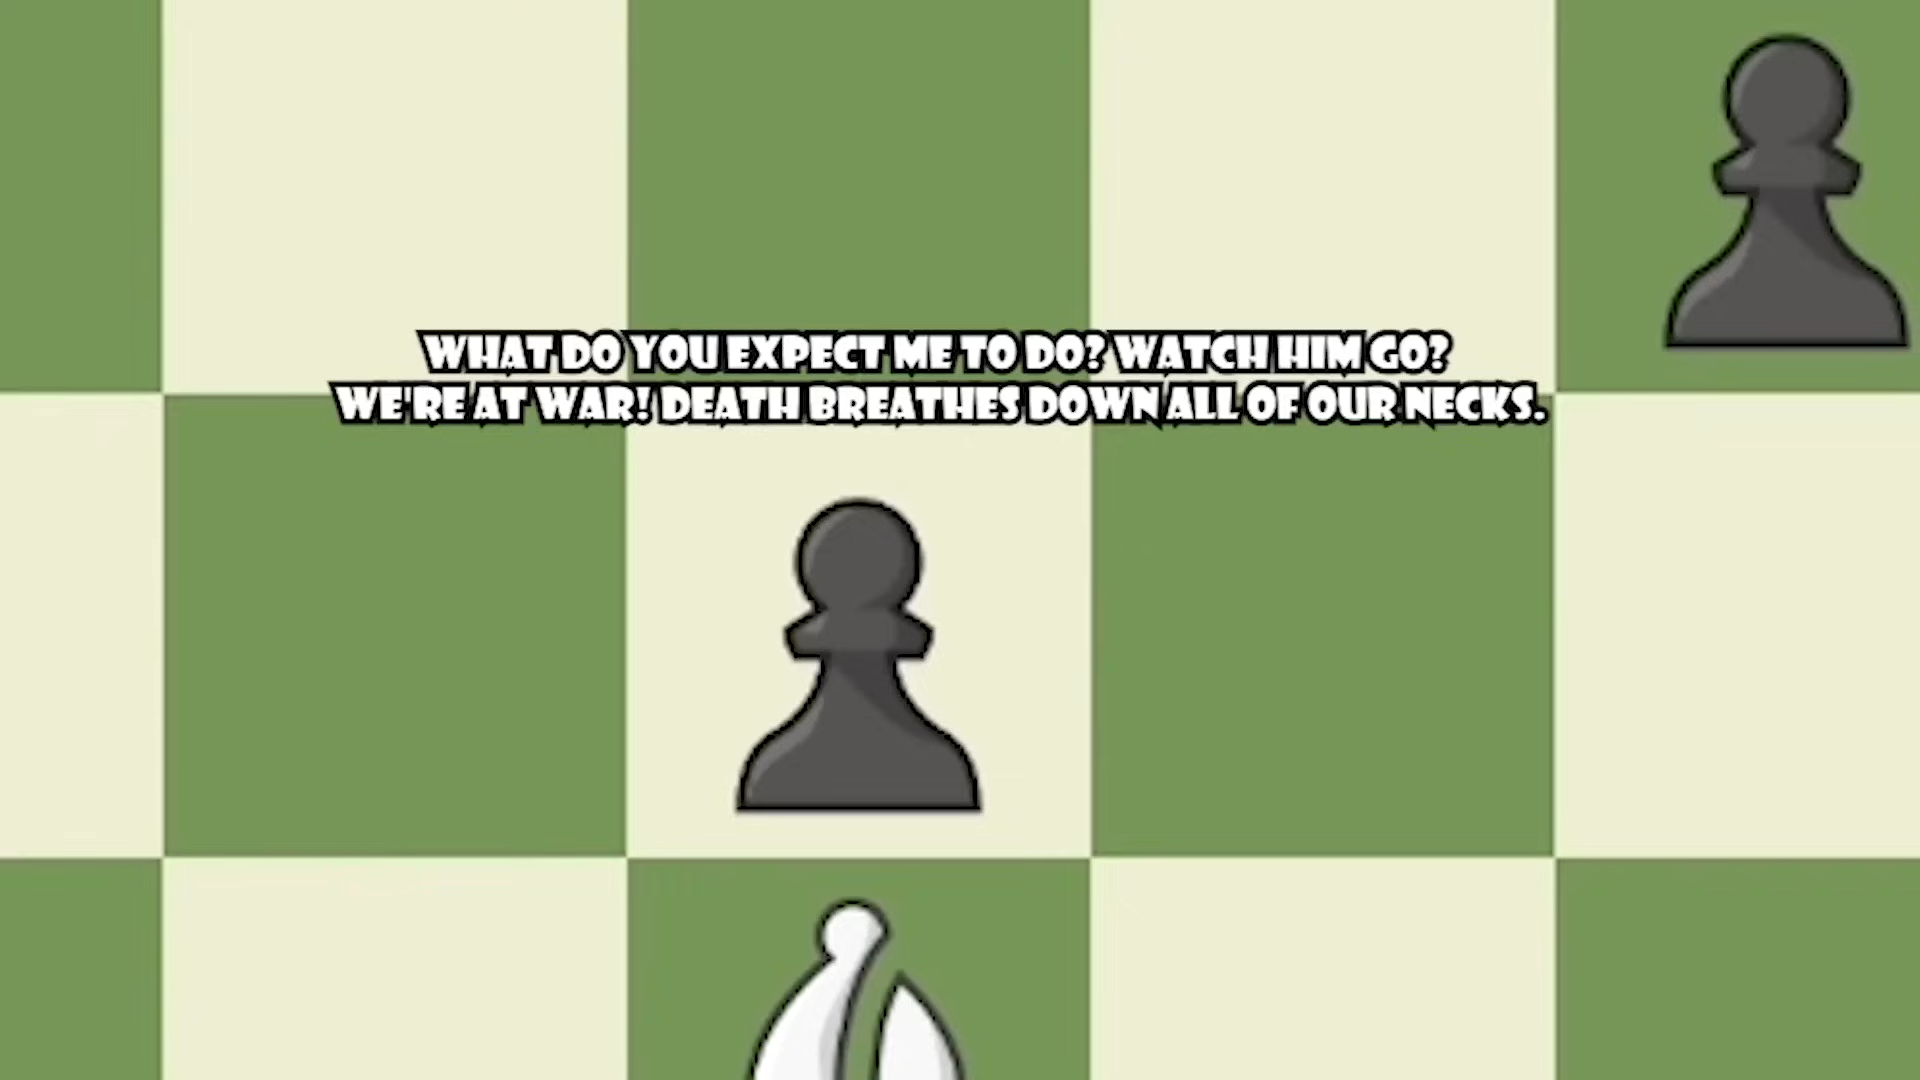 WHAT DO YOU EXPECT ME TO DO? WATCH HIM GO?
WE'RE AT WAR! DEATH BREATHES DOWN ALL OF OUR NECKS.